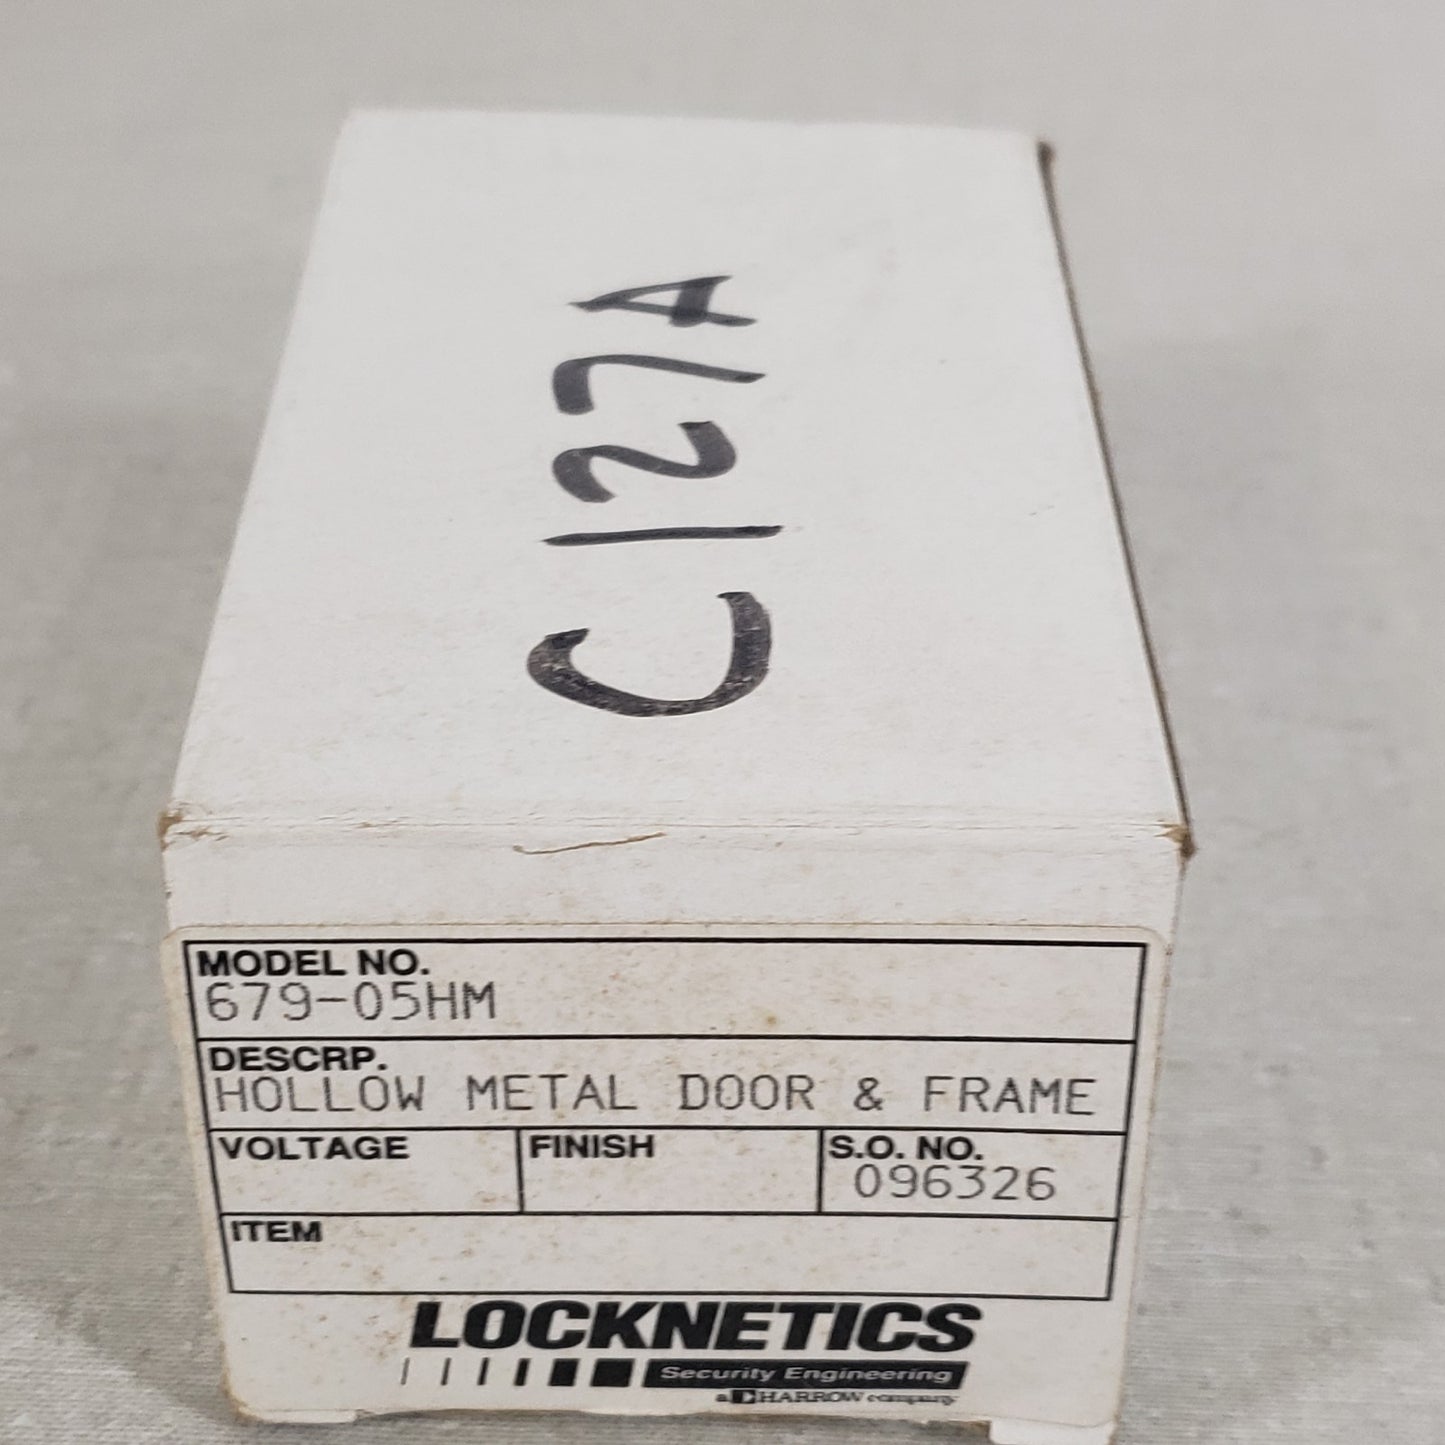 C127A
MODEL NO.
679-05HM
DESCRP.
HOLLOW METAL DOOR & FRAME
VOLTAGE
FINISH
S.O. NO.
096326
ITEM
LOCKNETICS
Security Engineering
a HARROW company